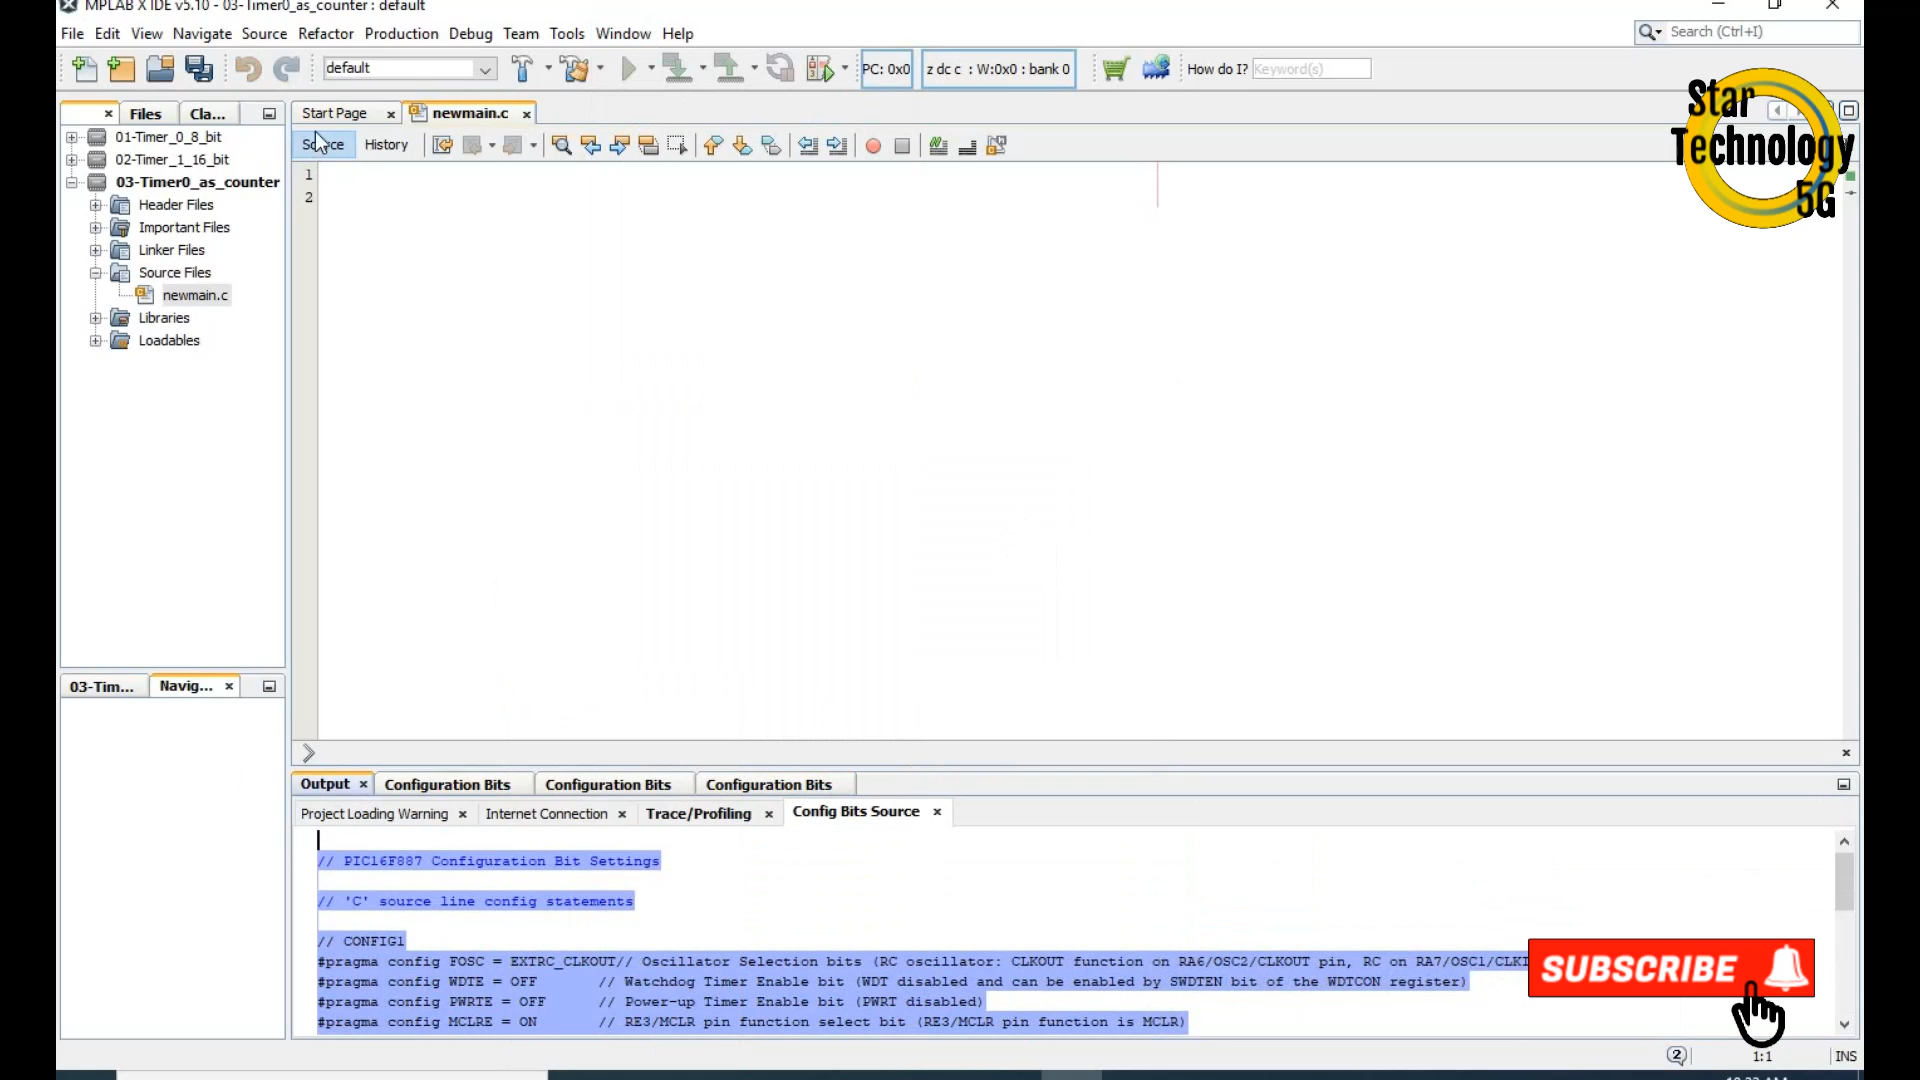 MPLAB X IDE v5.10 - 03-Timer0_as_counter : default
File Edit View Navigate Source Refactor Production Debug Team Tools Window Help
Search (Ctrl+I)
default
PC: 0x0
z dc c : W:0x0 : bank 0
How do I? Keyword(s)
Star
Technology
5G
Files Cla...
Start Page newmain.c
Source History
01-Timer_0_8_bit
02-Timer_1_16_bit
03-Timer0_as_counter
Header Files
Important Files
Linker Files
Source Files
newmain.c
Libraries
Loadables
1
2
03-Tim... Navig...
Output Configuration Bits Configuration Bits Configuration Bits
Project Loading Warning Internet Connection Trace/Profiling Config Bits Source
// PIC16F887 Configuration Bit Settings
// 'C' source line config statements
// CONFIG1
#pragma config FOSC = EXTRC_CLKOUT// Oscillator Selection bits (RC oscillator: CLKOUT function on RA6/OSC2/CLKOUT pin, RC on RA7/OSC1/CLKI
#pragma config WDTE = OFF // Watchdog Timer Enable bit (WDT disabled and can be enabled by SWDTEN bit of the WDTCON register)
#pragma config PWRTE = OFF // Power-up Timer Enable bit (PWRT disabled)
#pragma config MCLRE = ON // RE3/MCLR pin function select bit (RE3/MCLR pin function is MCLR)
SUBSCRIBE
2 1:1 INS